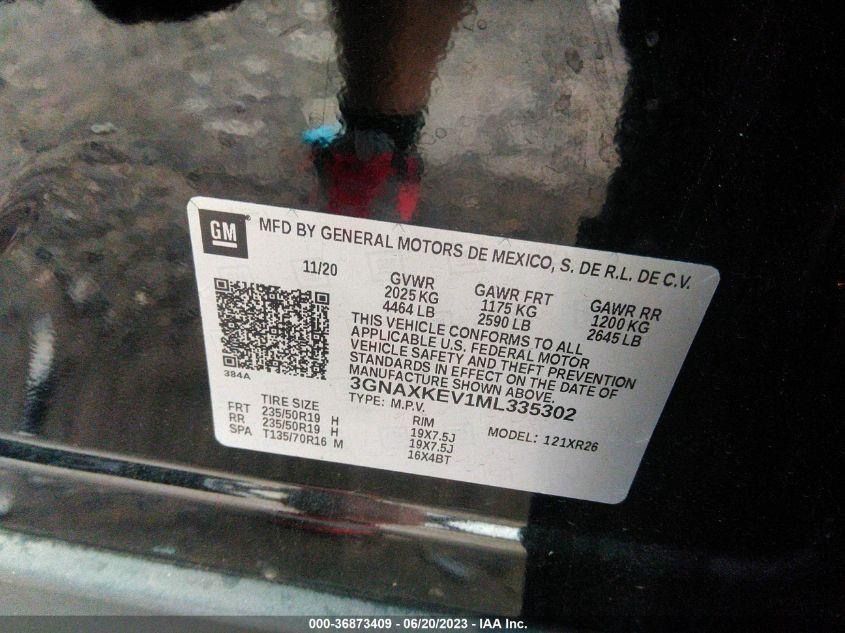 GM
MFD BY GENERAL MOTORS DE MEXICO, S. DE R.L. DE C.V.
11/20
GVWR
2025 KG
4464 LB
GAWR FRT
1175 KG
2590 LB
GAWR RR
1200 KG
2645 LB
THIS VEHICLE CONFORMS TO ALL
APPLICABLE U.S. FEDERAL MOTOR
VEHICLE SAFETY AND THEFT PREVENTION
STANDARDS IN EFFECT ON THE DATE OF
MANUFACTURE SHOWN ABOVE.
3GNAXKEV1ML335302
TYPE: M.P.V.
384A
TIRE SIZE
FRT 235/50R19 H
RR 235/50R19 H
SPA T135/70R16 M
RIM
19X7.5J
19X7.5J
16X4BT
MODEL: 121XR26
000-36873409 - 06/20/2023 - IAA Inc.